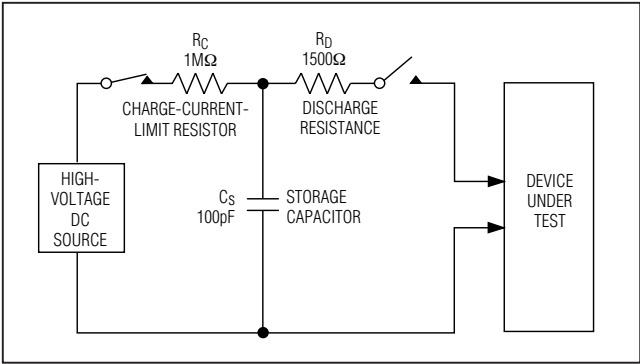 R_C
1MΩ
CHARGE-CURRENT-
LIMIT RESISTOR
R_D
1500Ω
DISCHARGE
RESISTANCE
HIGH-
VOLTAGE
DC
SOURCE
C_S
100pF
STORAGE
CAPACITOR
DEVICE
UNDER
TEST